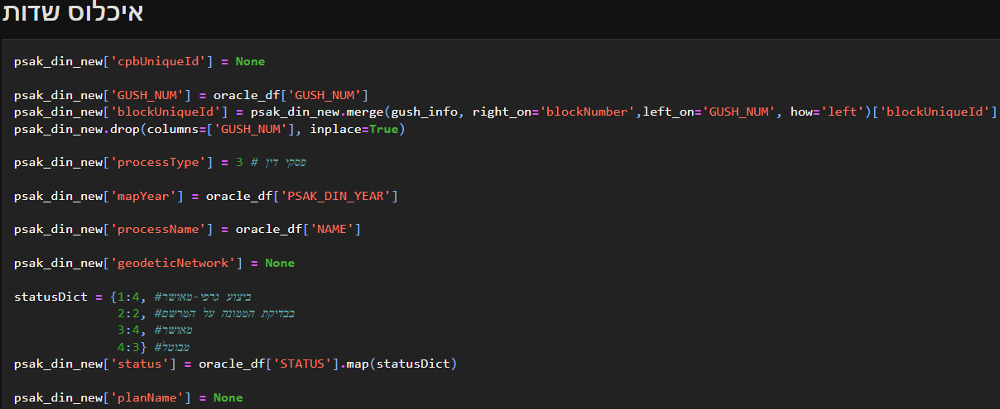 איכלוס שדות
psak_din_new['cpbUniqueId'] = None
psak_din_new['GUSH_NUM'] = oracle_df['GUSH_NUM']
psak_din_new['blockUniqueId'] = psak_din_new.merge(gush_info, right_on='blockNumber',left_on='GUSH_NUM', how='left')['blockUniqueId']
psak_din_new.drop(columns=['GUSH_NUM'], inplace=True)
psak_din_new['processType'] = 3 # פסקי דין
psak_din_new['mapYear'] = oracle_df['PSAK_DIN_YEAR']
psak_din_new['processName'] = oracle_df['NAME']
psak_din_new['geodeticNetwork'] = None
statusDict = {1:4, #ביצוע גרפי-מאושר
2:2, #בבדיקת הממונה על המרשם
3:4, #מאושר
4:3} #מבוטל
psak_din_new['status'] = oracle_df['STATUS'].map(statusDict)
psak_din_new['planName'] = None